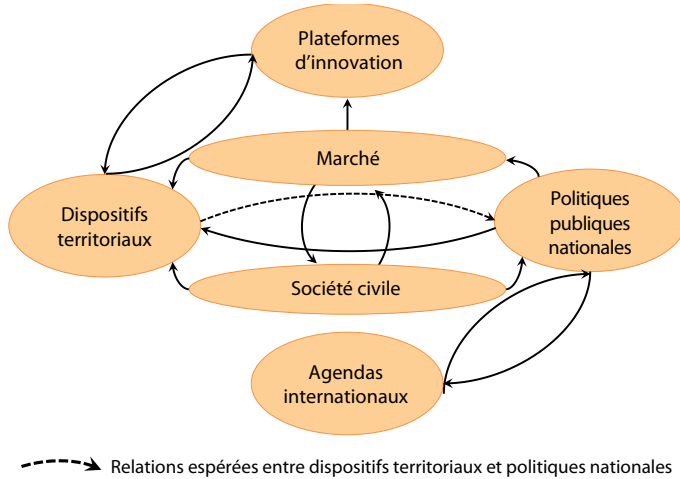 Plateformes
d’innovation
Marché
Dispositifs
territoriaux
Politiques
publiques
nationales
Société civile
Agendas
internationaux
Relations espérées entre dispositifs territoriaux et politiques nationales